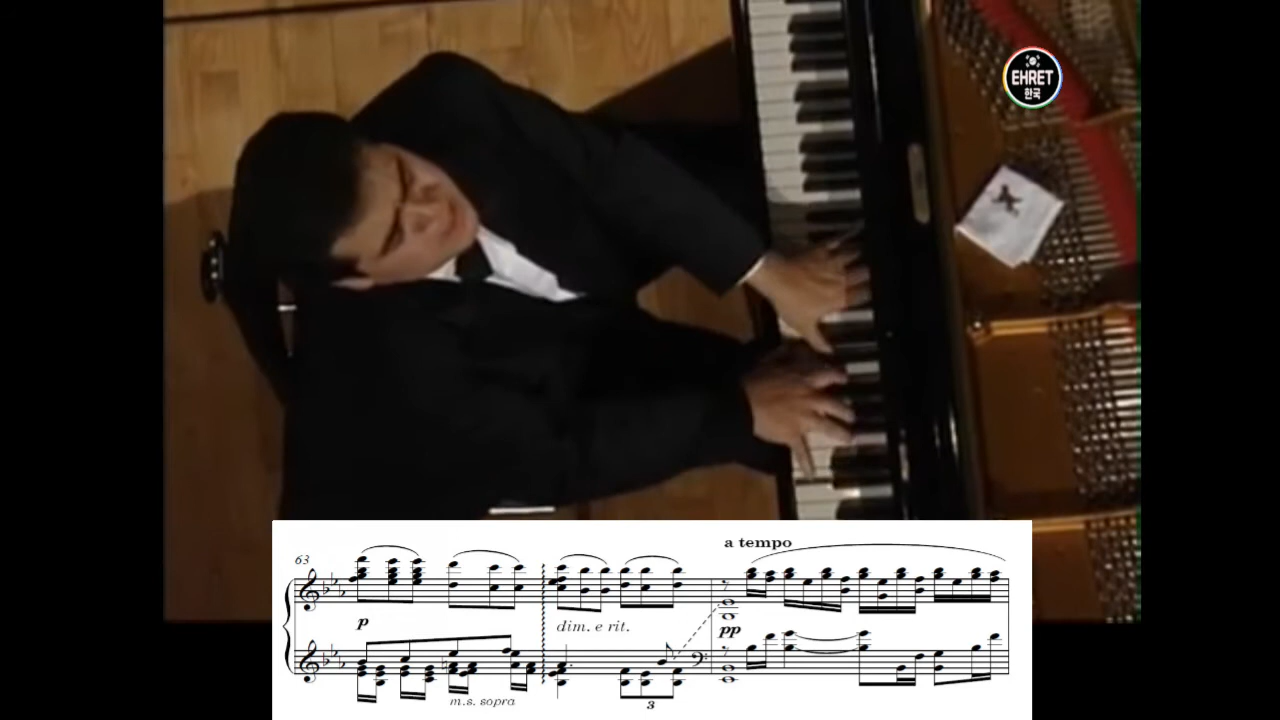 EHRET
한국
63
a tempo
p
dim. e rit.
pp
m.s. sopra
3